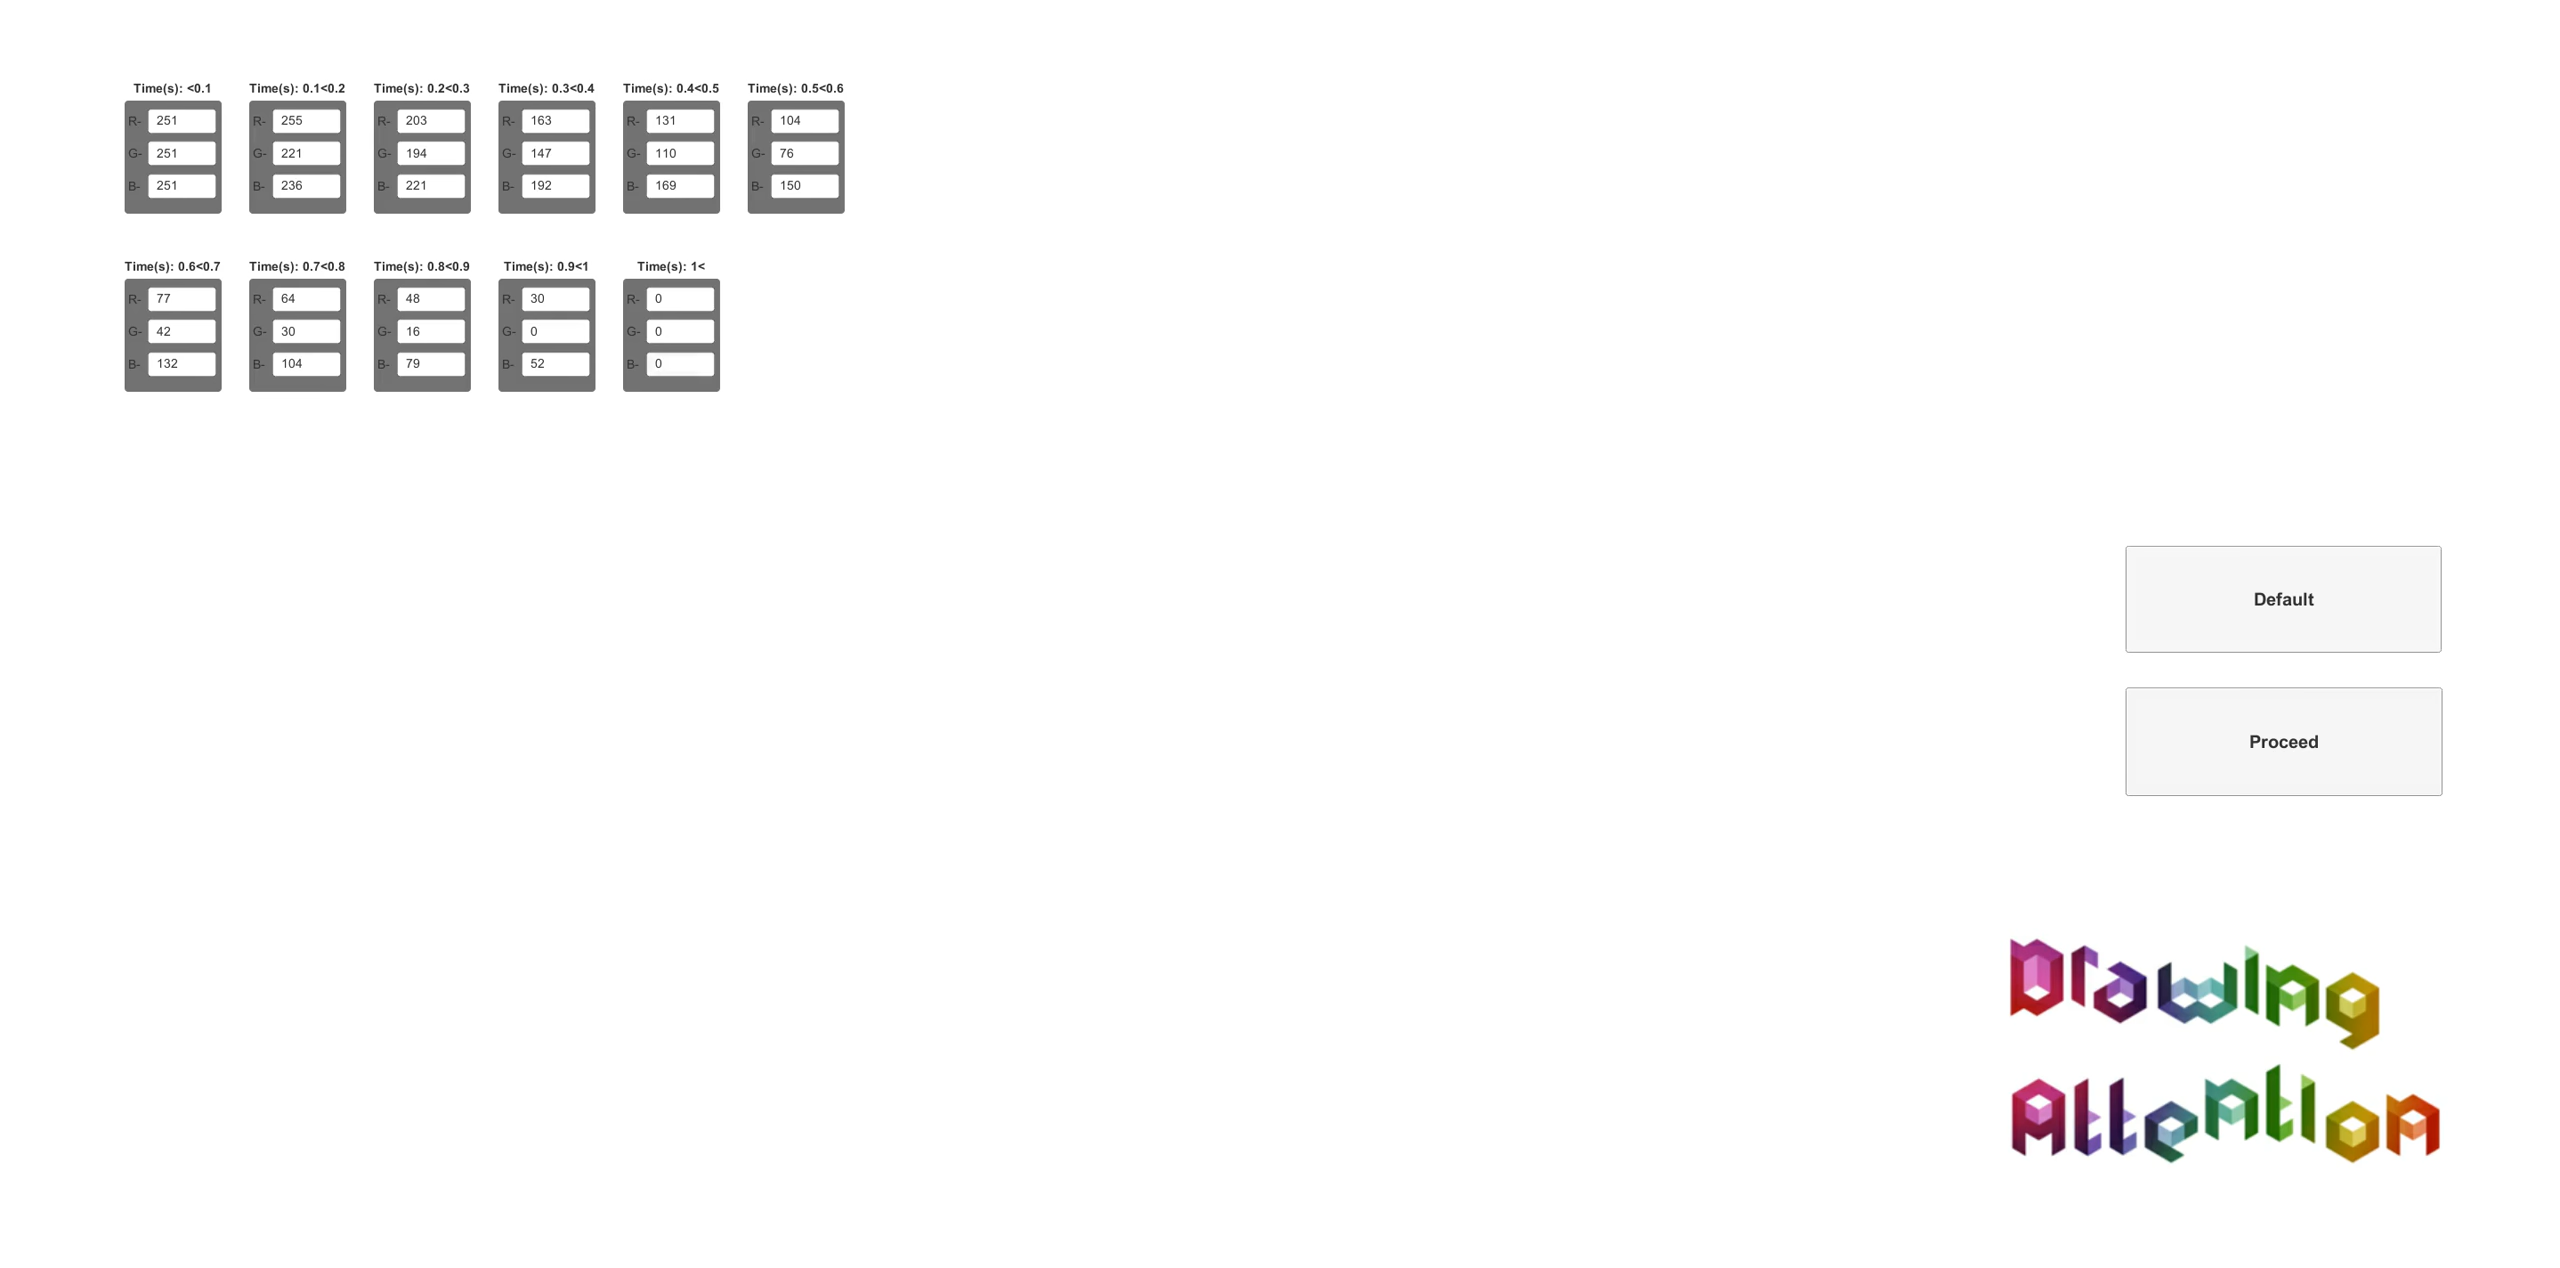 Time(s): <0.1 Time(s): 0.1<0.2 Time(s): 0.2<0.3 Time(s): 0.3<0.4 Time(s): 0.4<0.5 Time(s): 0.5<0.6
R- 251 R- 255 R- 203 R- 163 R- 131 R- 104
G- 251 G- 221 G- 194 G- 147 G- 110 G- 76
B- 251 B- 236 B- 221 B- 192 B- 169 B- 150
Time(s): 0.6<0.7 Time(s): 0.7<0.8 Time(s): 0.8<0.9 Time(s): 0.9<1 Time(s): 1<
R- 77 R- 64 R- 48 R- 30 R- 0
G- 42 G- 30 G- 16 G- 0 G- 0
B- 132 B- 104 B- 79 B- 52 B- 0
Default
Proceed
Drawing
Attention